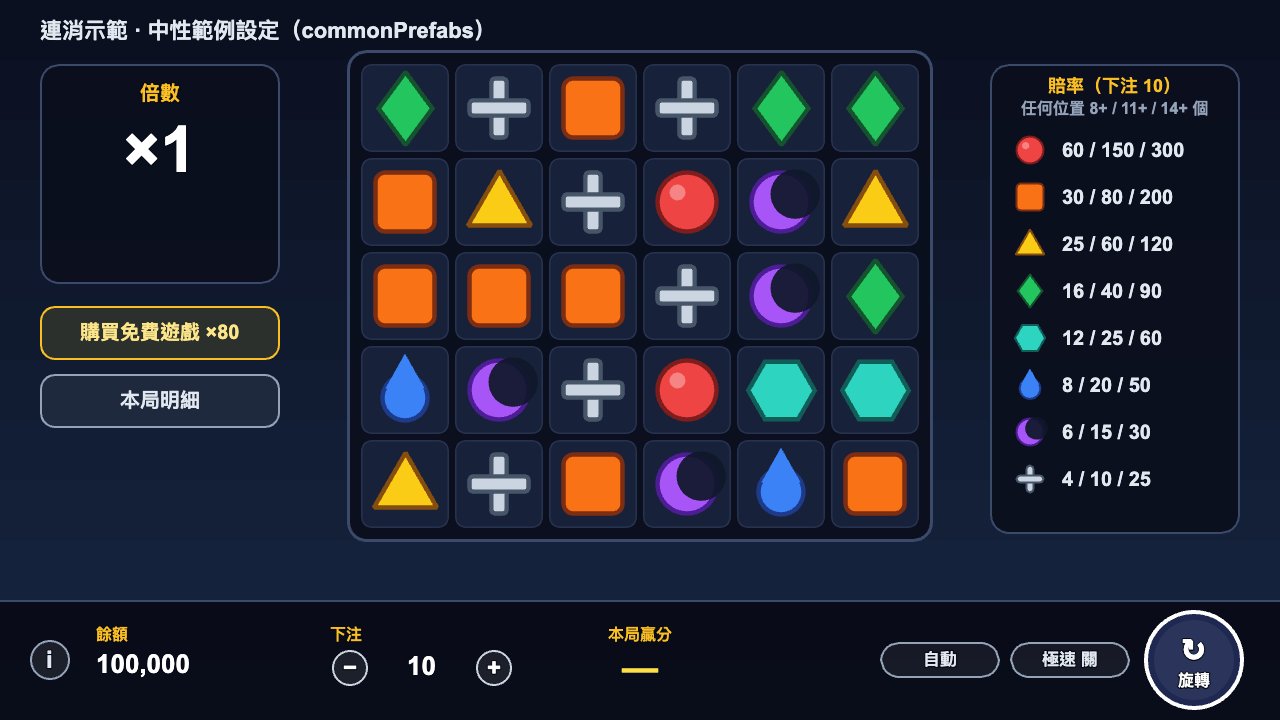 連消示範 · 中性範例設定（commonPrefabs）
倍數
×1
購買免費遊戲 ×80
本局明細
賠率（下注 10）
任何位置 8+ / 11+ / 14+ 個
60 / 150 / 300
30 / 80 / 200
25 / 60 / 120
16 / 40 / 90
12 / 25 / 60
8 / 20 / 50
6 / 15 / 30
4 / 10 / 25
i
餘額
100,000
下注
− 10 +
本局贏分
—
自動
極速 關
↻
旋轉